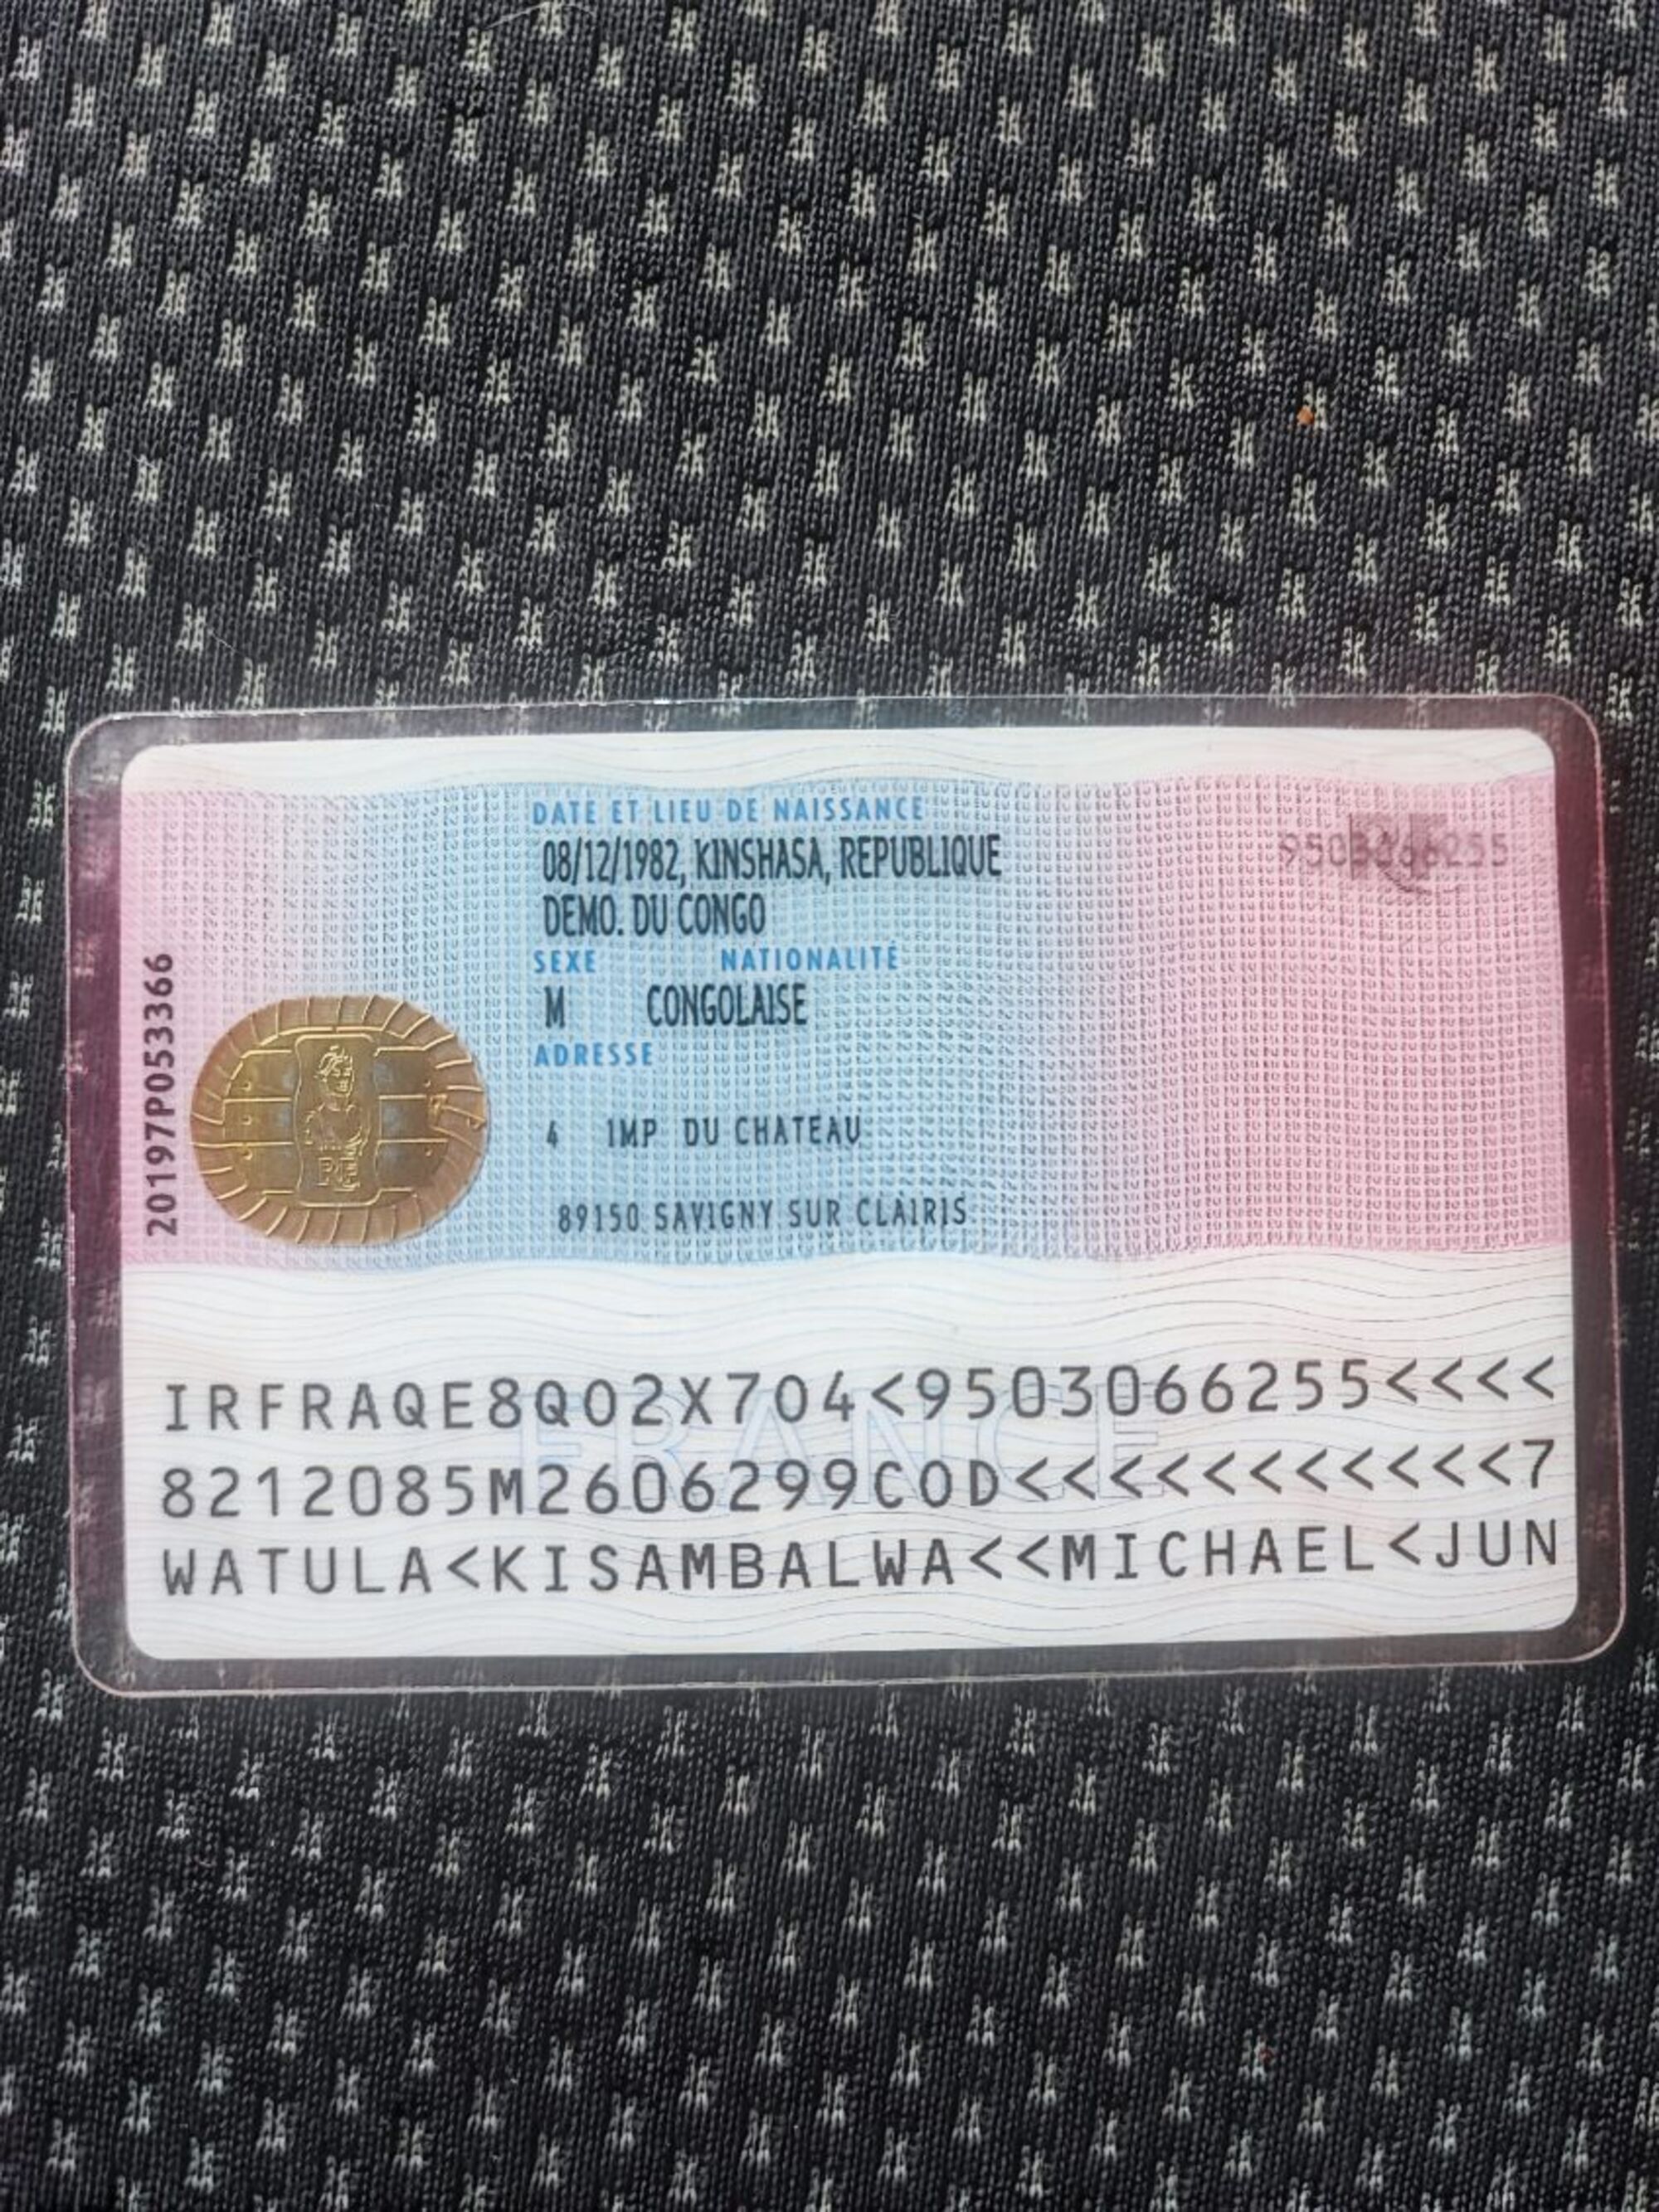 DATE ET LIEU DE NAISSANCE
08/12/1982, KINSHASA, REPUBLIQUE
DEMO. DU CONGO
9503066255
SEXE NATIONALITÉ
M CONGOLAISE
ADRESSE
4 IMP DU CHATEAU
89150 SAVIGNY SUR CLAIRIS
20197P053366
FRANCE
IRFRAQE8Q02X704<9503066255<<<<
8212085M2606299COD<<<<<<<<<<<7
WATULA<KISAMBALWA<<MICHAEL<JUN